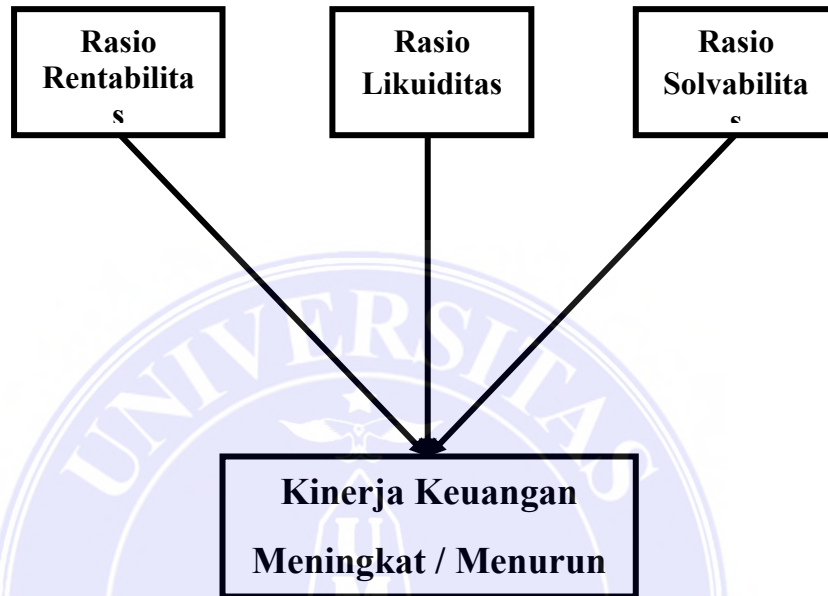 Rasio
Rentabilita
s
Rasio
Likuiditas
Rasio
Solvabilita
s
UNIVERSITAS
Kinerja Keuangan
Meningkat / Menurun